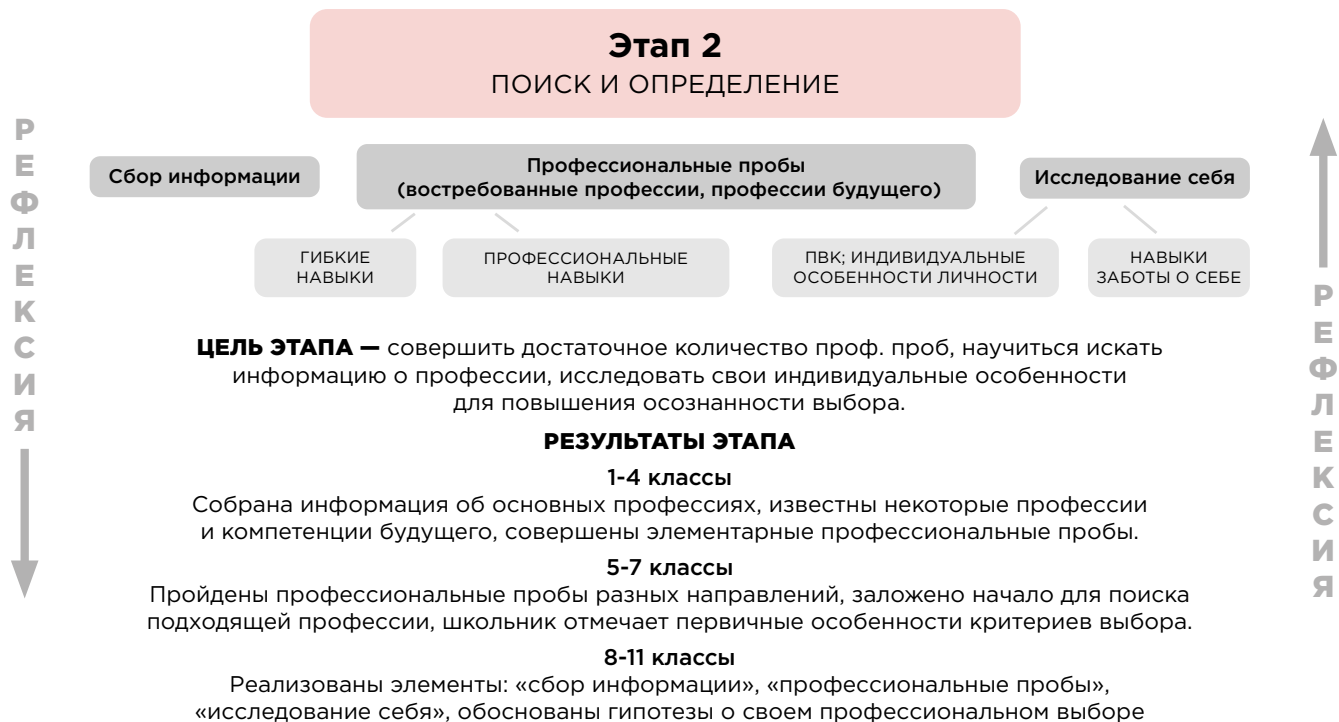 Этап 2
ПОИСК И ОПРЕДЕЛЕНИЕ
РЕФЛЕКСИЯ
Сбор информации
Профессиональные пробы
(востребованные профессии, профессии будущего)
Исследование себя
ГИБКИЕ
НАВЫКИ
ПРОФЕССИОНАЛЬНЫЕ
НАВЫКИ
ПВК; ИНДИВИДУАЛЬНЫЕ
ОСОБЕННОСТИ ЛИЧНОСТИ
НАВЫКИ
ЗАБОТЫ О СЕБЕ
РЕФЛЕКСИЯ
ЦЕЛЬ ЭТАПА — совершить достаточное количество проф. проб, научиться искать
информацию о профессии, исследовать свои индивидуальные особенности
для повышения осознанности выбора.
РЕЗУЛЬТАТЫ ЭТАПА
1-4 классы
Собрана информация об основных профессиях, известны некоторые профессии
и компетенции будущего, совершены элементарные профессиональные пробы.
5-7 классы
Пройдены профессиональные пробы разных направлений, заложено начало для поиска
подходящей профессии, школьник отмечает первичные особенности критериев выбора.
8-11 классы
Реализованы элементы: «сбор информации», «профессиональные пробы»,
«исследование себя», обоснованы гипотезы о своем профессиональном выборе